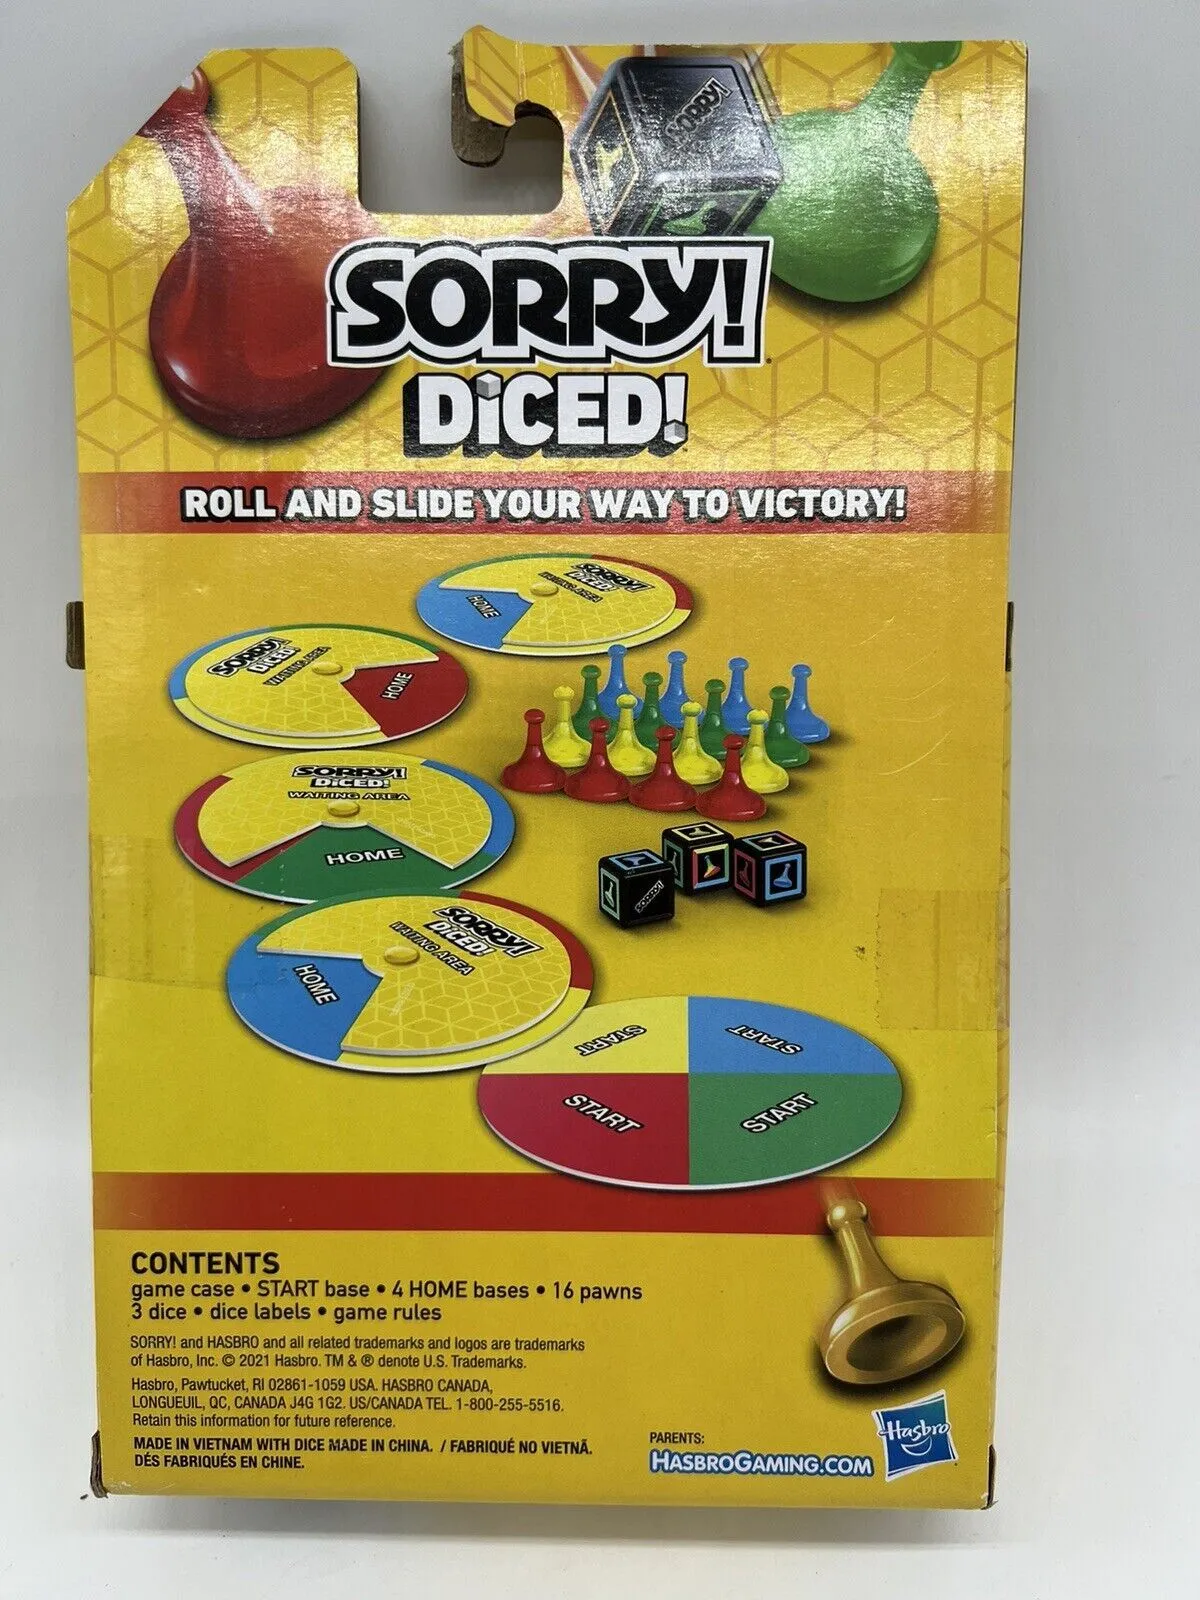 SORRY!
SORRY!
DiCED!
ROLL AND SLIDE YOUR WAY TO VICTORY!
SORRY!
DiCED!
WAITING AREA
HOME
SORRY!
DiCED!
WAITING AREA
HOME
SORRY!
DiCED!
WAITING AREA
HOME
SORRY!
DiCED!
WAITING AREA
HOME
SORRY!
START
START
START
START
CONTENTS
game case • START base • 4 HOME bases • 16 pawns
3 dice • dice labels • game rules
SORRY! and HASBRO and all related trademarks and logos are trademarks
of Hasbro, Inc. © 2021 Hasbro. TM & ® denote U.S. Trademarks.
Hasbro, Pawtucket, RI 02861-1059 USA. HASBRO CANADA,
LONGUEUIL, QC, CANADA J4G 1G2. US/CANADA TEL. 1-800-255-5516.
Retain this information for future reference.
MADE IN VIETNAM WITH DICE MADE IN CHINA. / FABRIQUÉ NO VIETNÃ.
DÉS FABRIQUÉS EN CHINE.
PARENTS:
HASBROGAMING.COM
Hasbro